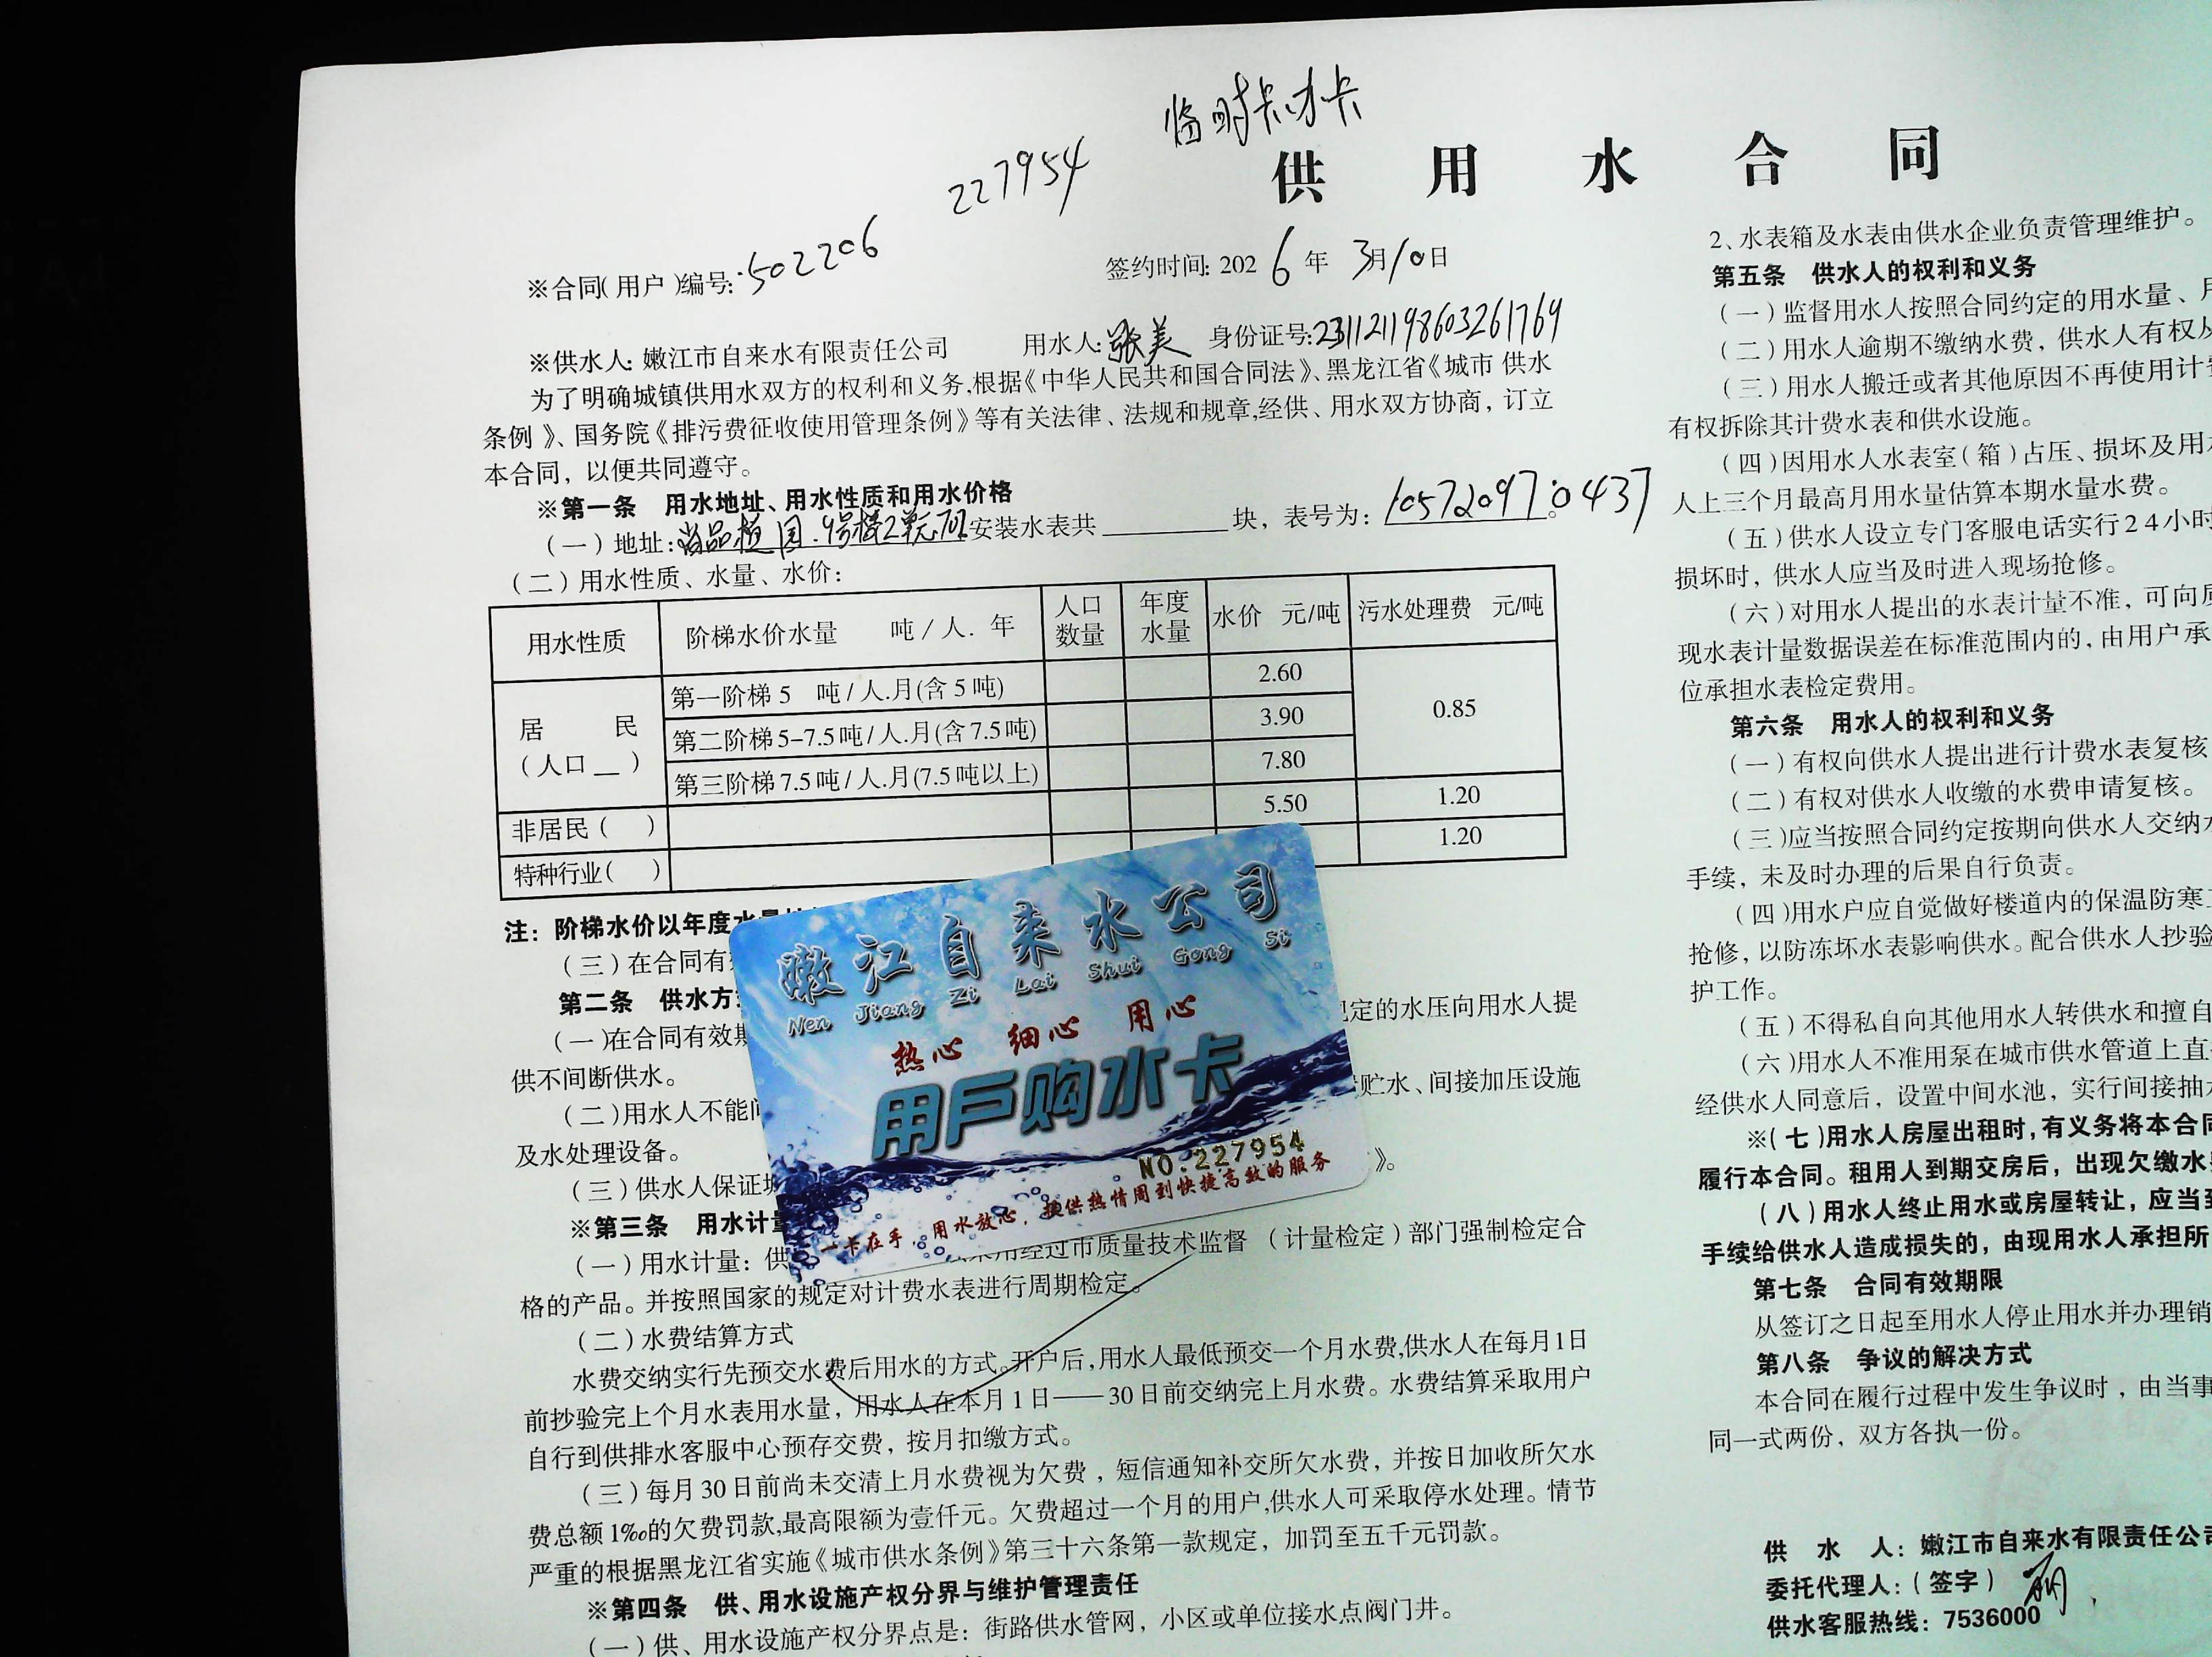 临时卡水卡
227954
供用水合同
※合同(用户)编号:502206
签约时间: 2026年 3月10日
※供水人: 嫩江市自来水有限责任公司 用水人:张美 身份证号:231121198603261769
为了明确城镇供用水双方的权利和义务,根据《中华人民共和国合同法》、黑龙江省《城市 供水
条例》、国务院《排污费征收使用管理条例》等有关法律、法规和规章,经供、用水双方协商，订立
本合同，以便共同遵守。
※第一条 用水地址、用水性质和用水价格
(一)地址:尚品植园.9号楼2单元702安装水表共 块，表号为: 105720970437
(二)用水性质、水量、水价:
用水性质 阶梯水价水量 吨/人. 年 人口数量 年度水量 水价 元/吨 污水处理费 元/吨
居 民 (人口 )
第一阶梯 5 吨/人.月(含 5 吨) 2.60 0.85
第二阶梯 5-7.5 吨/人.月(含 7.5 吨) 3.90
第三阶梯 7.5 吨/人.月(7.5 吨以上) 7.80
非居民( ) 5.50 1.20
特种行业( ) 1.20
注: 阶梯水价以年度水量
(三)在合同有
第二条 供水方
(一)在合同有效期 定的水压向用水人提
供不间断供水。
(二)用水人不能 贮水、间接加压设施
及水处理设备。
(三)供水人保证 》。
※第三条 用水计量
(一)用水计量: 供 用经过市质量技术监督 (计量检定)部门强制检定合
格的产品。并按照国家的规定对计费水表进行周期检定。
(二)水费结算方式
水费交纳实行先预交水费后用水的方式。开户后,用水人最低预交一个月水费,供水人在每月1日
前抄验完上个月水表用水量，用水人在本月 1 日——30 日前交纳完上月水费。水费结算采取用户
自行到供排水客服中心预存交费，按月扣缴方式。
(三)每月 30 日前尚未交清上月水费视为欠费，短信通知补交所欠水费，并按日加收所欠水
费总额 1‰的欠费罚款,最高限额为壹仟元。欠费超过一个月的用户,供水人可采取停水处理。情节
严重的根据黑龙江省实施《城市供水条例》第三十六条第一款规定，加罚至五千元罚款。
※第四条 供、用水设施产权分界与维护管理责任
(一)供、用水设施产权分界点是: 街路供水管网，小区或单位接水点阀门井。
嫩江自来水公司
Nen Jiang Zi Lai Shui Gong Si
热心 细心 用心
用户购水卡
NO.227954
一卡在手，用水放心，提供热情周到快捷高效的服务
2、水表箱及水表由供水企业负责管理维护。
第五条 供水人的权利和义务
(一)监督用水人按照合同约定的用水量、用
(二)用水人逾期不缴纳水费，供水人有权从
(三)用水人搬迁或者其他原因不再使用计费
有权拆除其计费水表和供水设施。
(四)因用水人水表室(箱)占压、损坏及用水
人上三个月最高月用水量估算本期水量水费。
(五)供水人设立专门客服电话实行24小时
损坏时，供水人应当及时进入现场抢修。
(六)对用水人提出的水表计量不准，可向质
现水表计量数据误差在标准范围内的,由用户承
位承担水表检定费用。
第六条 用水人的权利和义务
(一)有权向供水人提出进行计费水表复核
(二)有权对供水人收缴的水费申请复核。
(三)应当按照合同约定按期向供水人交纳水
手续，未及时办理的后果自行负责。
(四)用水户应自觉做好楼道内的保温防寒工
抢修，以防冻坏水表影响供水。配合供水人抄验
护工作。
(五)不得私自向其他用水人转供水和擅自
(六)用水人不准用泵在城市供水管道上直
经供水人同意后，设置中间水池，实行间接抽水
※(七)用水人房屋出租时,有义务将本合同
履行本合同。租用人到期交房后，出现欠缴水费
(八)用水人终止用水或房屋转让，应当到
手续给供水人造成损失的，由现用水人承担所
第七条 合同有效期限
从签订之日起至用水人停止用水并办理销
第八条 争议的解决方式
本合同在履行过程中发生争议时，由当事
同一式两份，双方各执一份。
供 水 人: 嫩江市自来水有限责任公司
委托代理人:(签字)
供水客服热线: 7536000